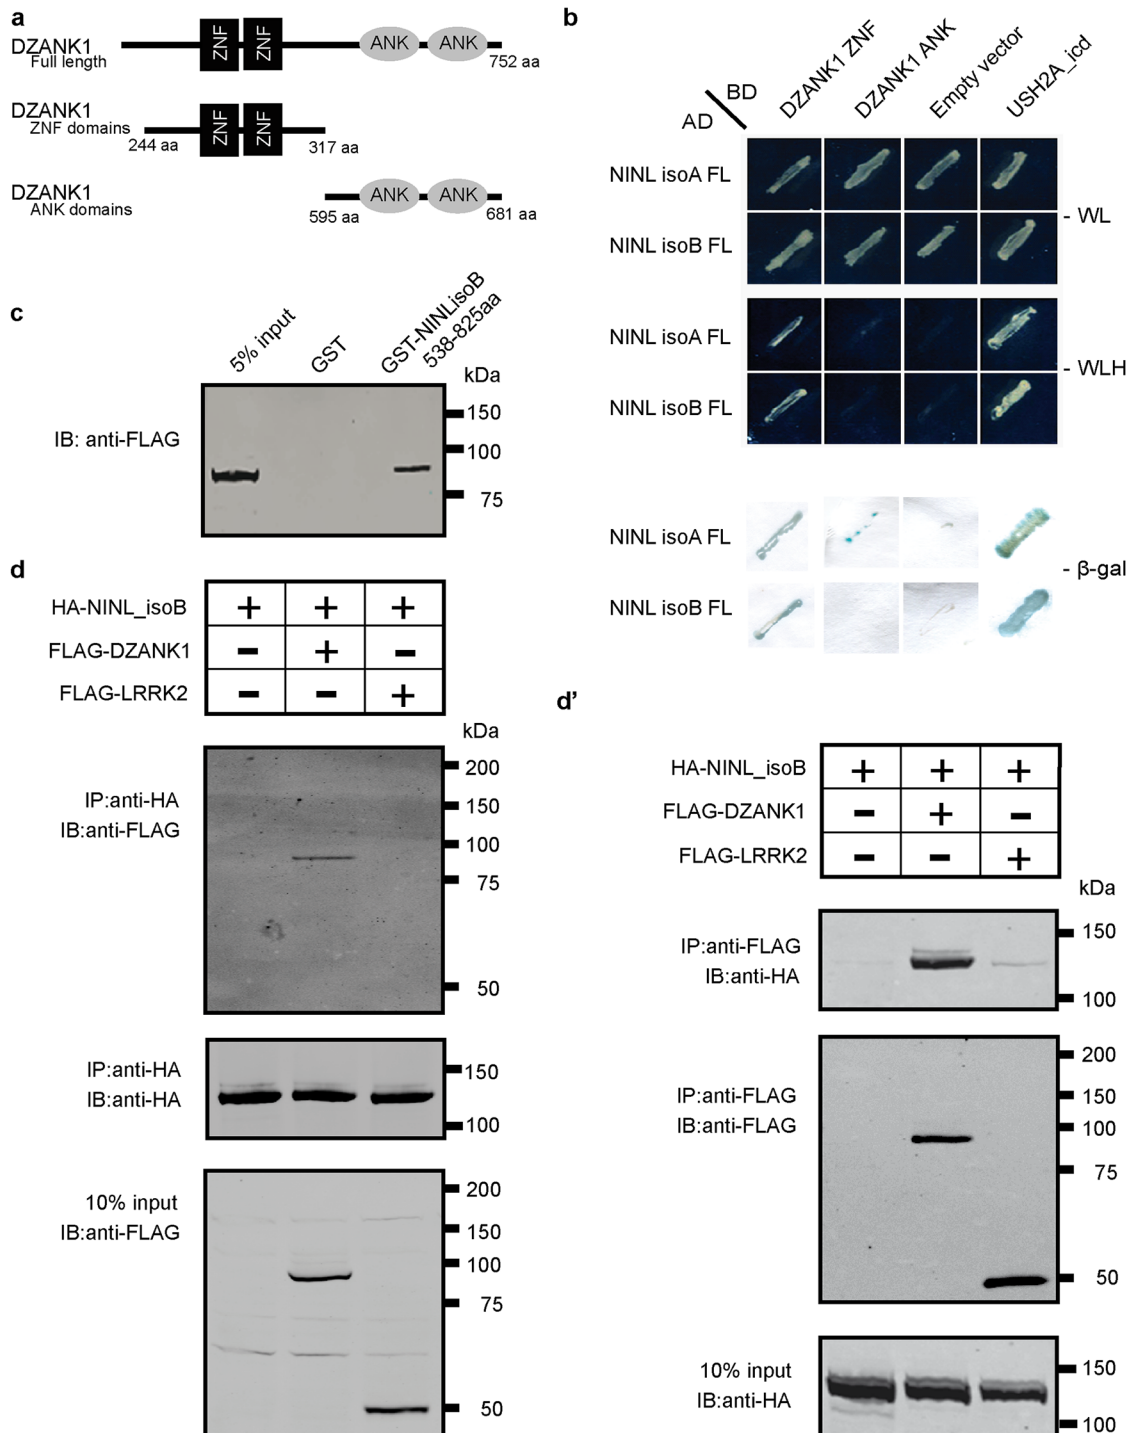 a
DZANK1
Full length
ZNF ZNF ANK ANK
752 aa
DZANK1
ZNF domains
ZNF ZNF
244 aa 317 aa
DZANK1
ANK domains
ANK ANK
595 aa 681 aa
b
BD
AD
DZANK1 ZNF
DZANK1 ANK
Empty vector
USH2A_icd
NINL isoA FL
NINL isoB FL
- WL
NINL isoA FL
NINL isoB FL
- WLH
NINL isoA FL
NINL isoB FL
- β-gal
c
5% input
GST
GST-NINLisoB
538-825aa
kDa
IB: anti-FLAG
150
100
75
d
HA-NINL_isoB + + +
FLAG-DZANK1 - + -
FLAG-LRRK2 - - +
kDa
IP:anti-HA
IB:anti-FLAG
200
150
100
75
50
IP:anti-HA
IB:anti-HA
150
100
10% input
IB:anti-FLAG
200
150
100
75
50
d’
HA-NINL_isoB + + +
FLAG-DZANK1 - + -
FLAG-LRRK2 - - +
kDa
IP:anti-FLAG
IB:anti-HA
150
100
IP:anti-FLAG
IB:anti-FLAG
200
150
100
75
50
10% input
IB:anti-HA
150
100